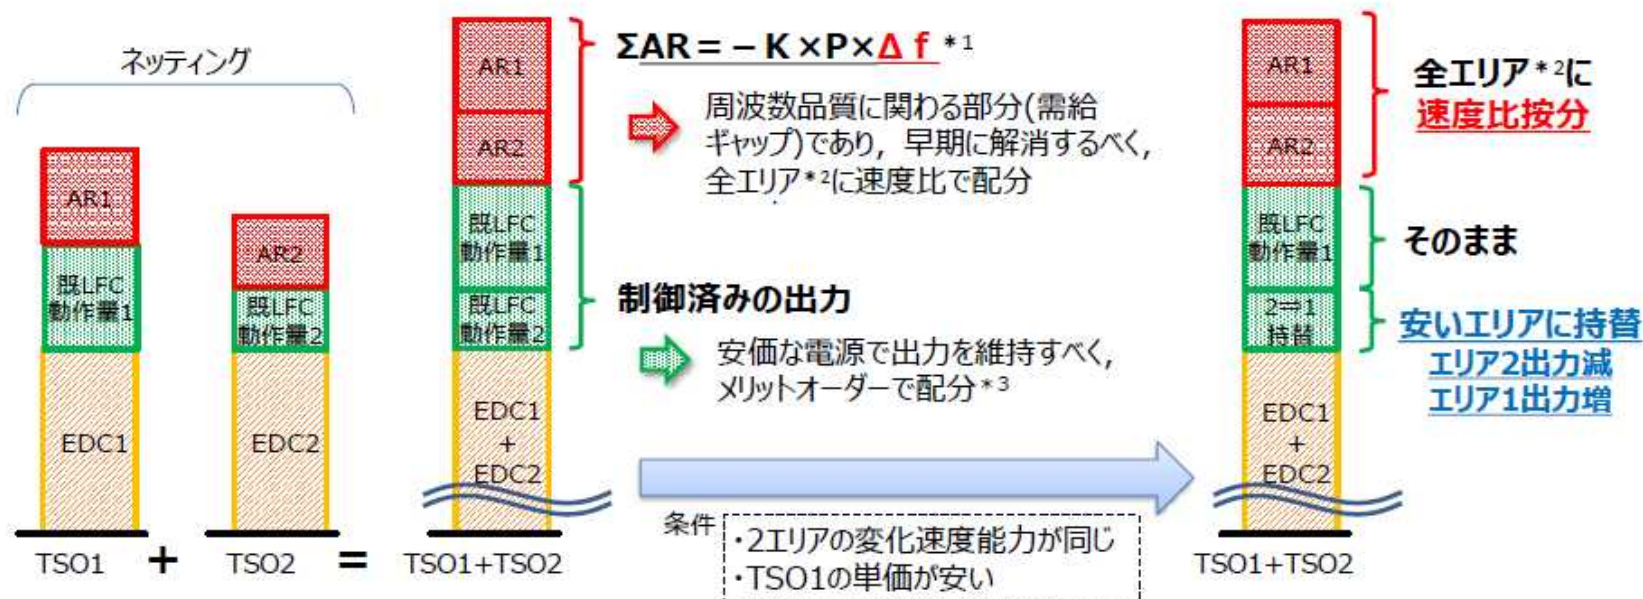 ネッティング
AR1
既LFC
動作量1
EDC1
TSO1
+
AR2
既LFC
動作量2
EDC2
TSO2
=
AR1
AR2
既LFC
動作量1
既LFC
動作量2
EDC1
+
EDC2
TSO1+TSO2
ΣAR=-K×P×Δf *1
周波数品質に関わる部分(需給
ギャップ)であり，早期に解消するべく，
全エリア*2に速度比で配分
制御済みの出力
安価な電源で出力を維持すべく，
メリットオーダーで配分*3
条件
・2エリアの変化速度能力が同じ
・TSO1の単価が安い
AR1
AR2
既LFC
動作量1
2⇒1
持替
EDC1
+
EDC2
TSO1+TSO2
全エリア*2に
速度比按分
そのまま
安いエリアに持替
エリア2出力減
エリア1出力増